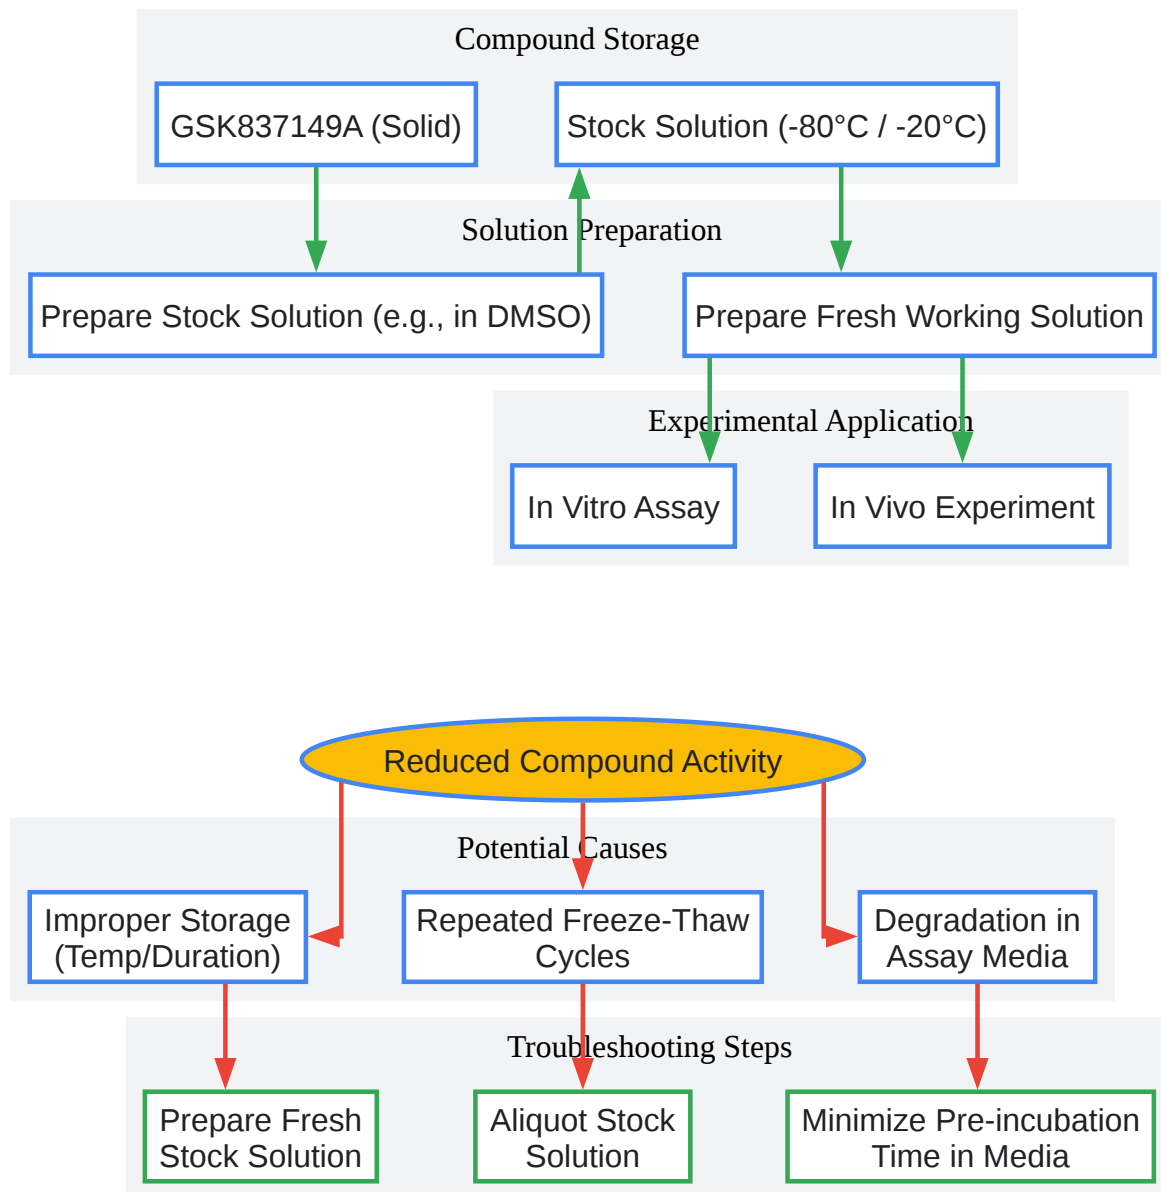 Compound Storage
GSK837149A (Solid)
Stock Solution (-80°C / -20°C)
Solution Preparation
Prepare Stock Solution (e.g., in DMSO)
Prepare Fresh Working Solution
Experimental Application
In Vitro Assay
In Vivo Experiment
Reduced Compound Activity
Potential Causes
Improper Storage
(Temp/Duration)
Repeated Freeze-Thaw
Cycles
Degradation in
Assay Media
Troubleshooting Steps
Prepare Fresh
Stock Solution
Aliquot Stock
Solution
Minimize Pre-incubation
Time in Media